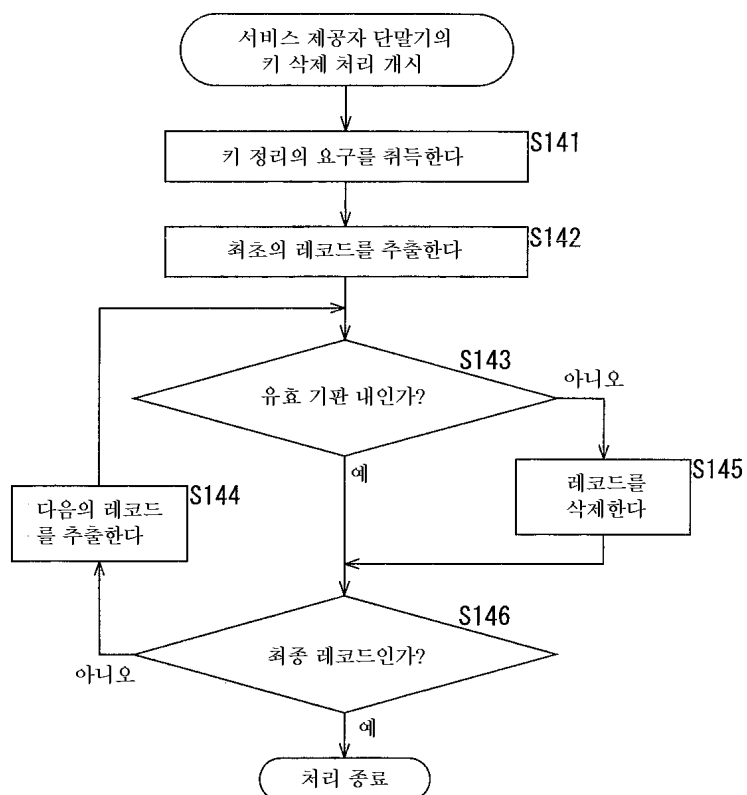 서비스 제공자 단말기의
키 삭제 처리 개시
S141
키 정리의 요구를 취득한다
S142
최초의 레코드를 추출한다
S143
유효 기판 내인가?
아니오
예
S145
레코드를
삭제한다
S144
다음의 레코드
를 추출한다
S146
최종 레코드인가?
아니오
예
처리 종료